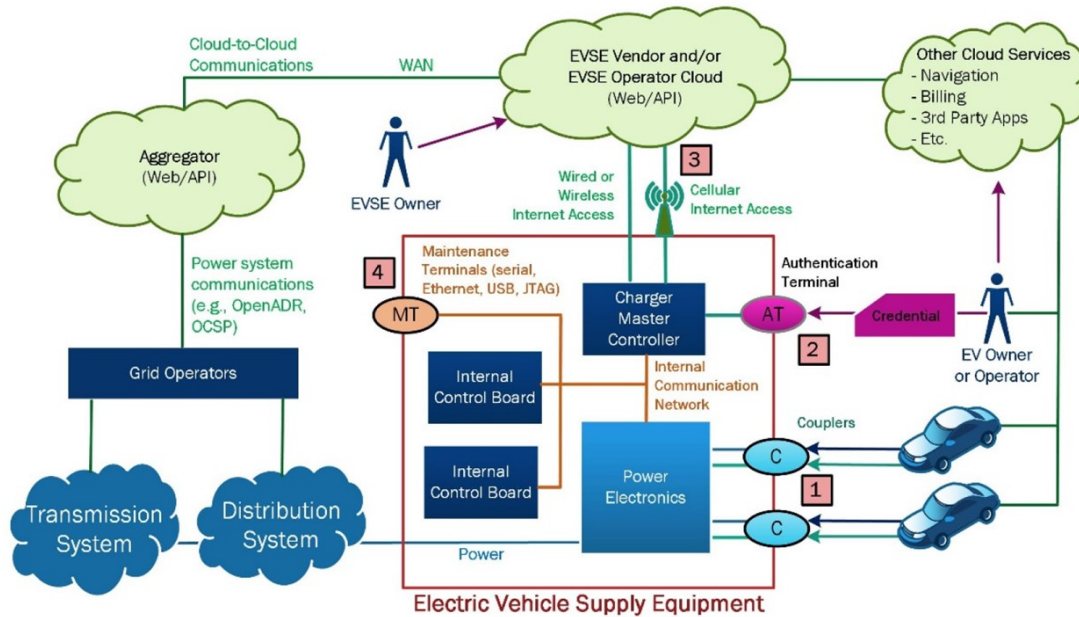 Cloud-to-Cloud
Communications
WAN
EVSE Vendor and/or
EVSE Operator Cloud
(Web/API)
Other Cloud Services
- Navigation
- Billing
- 3rd Party Apps
- Etc.
Aggregator
(Web/API)
EVSE Owner
3
Wired or
Wireless
Internet Access
Cellular
Internet Access
Power system
communications
(e.g., OpenADR,
OCSP)
4
Maintenance
Terminals (serial,
Ethernet, USB, JTAG)
MT
Charger
Master
Controller
Authentication
Terminal
AT
Credential
2
EV Owner
or Operator
Grid Operators
Internal
Control Board
Internal
Communication
Network
Couplers
C
Internal
Control Board
Power
Electronics
1
C
Transmission
System
Distribution
System
Power
Electric Vehicle Supply Equipment